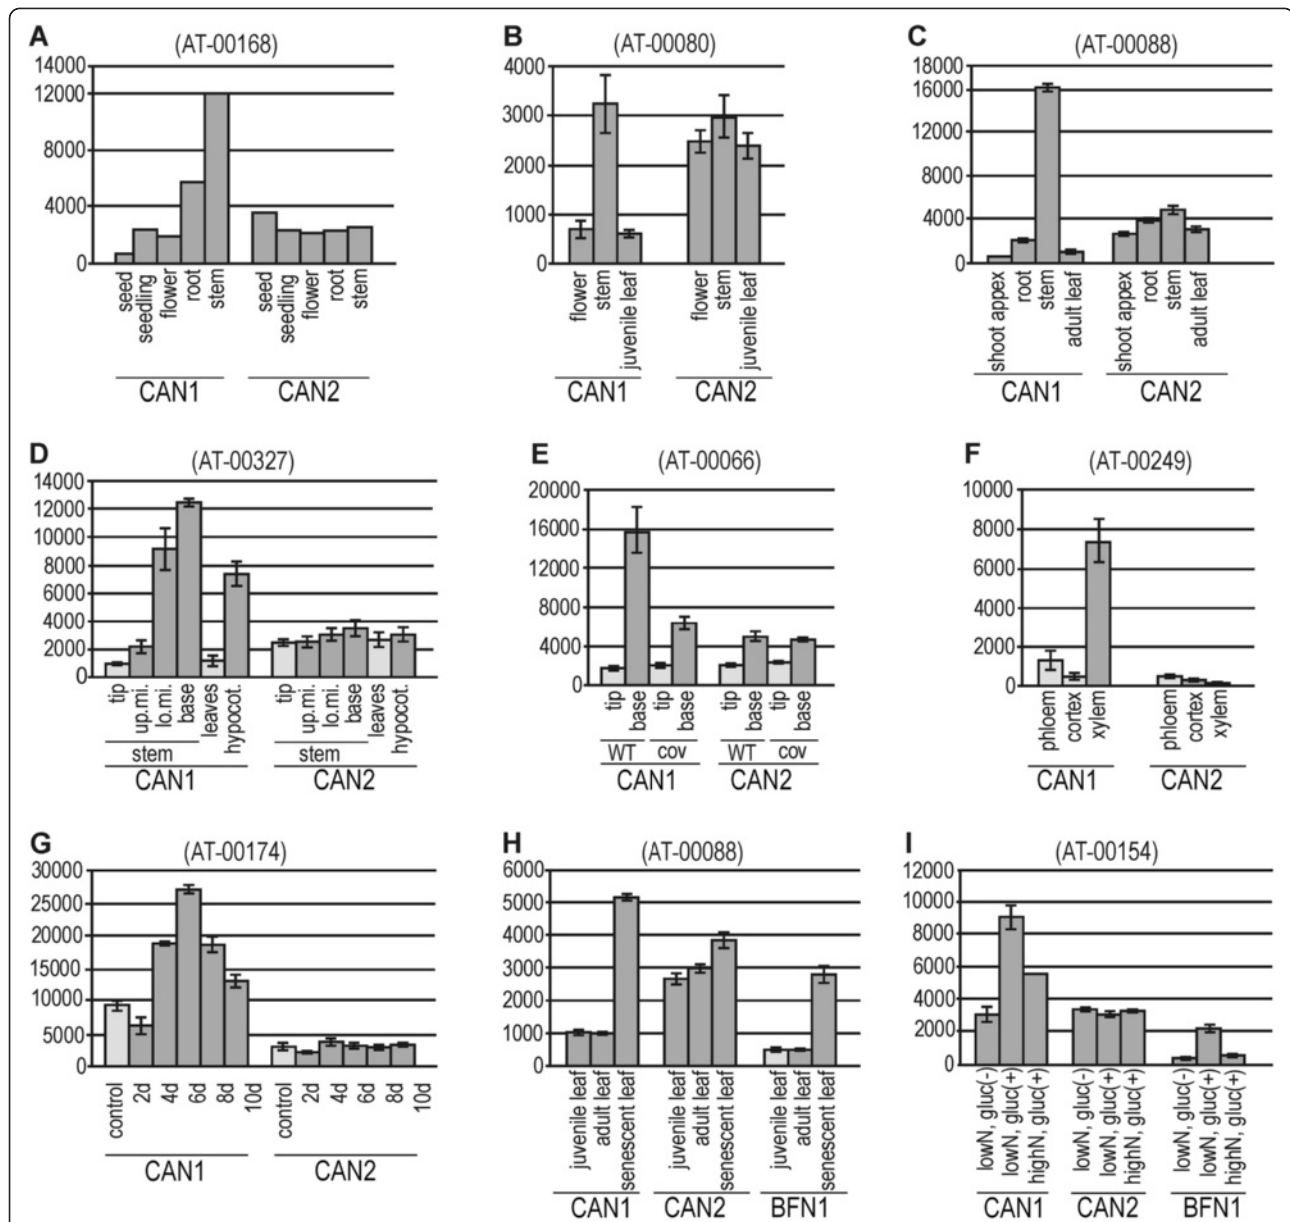 A
(AT-00168)
14000
12000
8000
4000
0
seed
seedling
flower
root
stem
seed
seedling
flower
root
stem
CAN1
CAN2
B
(AT-00080)
4000
3000
2000
1000
0
flower
stem
juvenile leaf
flower
stem
juvenile leaf
CAN1
CAN2
C
(AT-00088)
18000
16000
12000
8000
4000
0
shoot appex
root
stem
adult leaf
shoot appex
root
stem
adult leaf
CAN1
CAN2
D
(AT-00327)
14000
12000
10000
8000
6000
4000
2000
0
tip
up.mi.
lo.mi.
base
leaves
hypocot.
tip
up.mi.
lo.mi.
base
leaves
hypocot.
stem
stem
CAN1
CAN2
E
(AT-00066)
20000
16000
12000
8000
4000
0
tip
base
tip
base
tip
base
tip
base
WT
cov
WT
cov
CAN1
CAN2
F
(AT-00249)
10000
8000
6000
4000
2000
0
phloem
cortex
xylem
phloem
cortex
xylem
CAN1
CAN2
G
(AT-00174)
30000
25000
20000
15000
10000
5000
0
control
2d
4d
6d
8d
10d
control
2d
4d
6d
8d
10d
CAN1
CAN2
H
(AT-00088)
6000
5000
4000
3000
2000
1000
0
juvenile leaf
adult leaf
senescent leaf
juvenile leaf
adult leaf
senescent leaf
juvenile leaf
adult leaf
senescent leaf
CAN1
CAN2
BFN1
I
(AT-00154)
12000
10000
8000
6000
4000
2000
0
lowN, gluc(-)
lowN, gluc(+)
highN, gluc(+)
lowN, gluc(-)
lowN, gluc(+)
highN, gluc(+)
lowN, gluc(-)
lowN, gluc(+)
highN, gluc(+)
CAN1
CAN2
BFN1